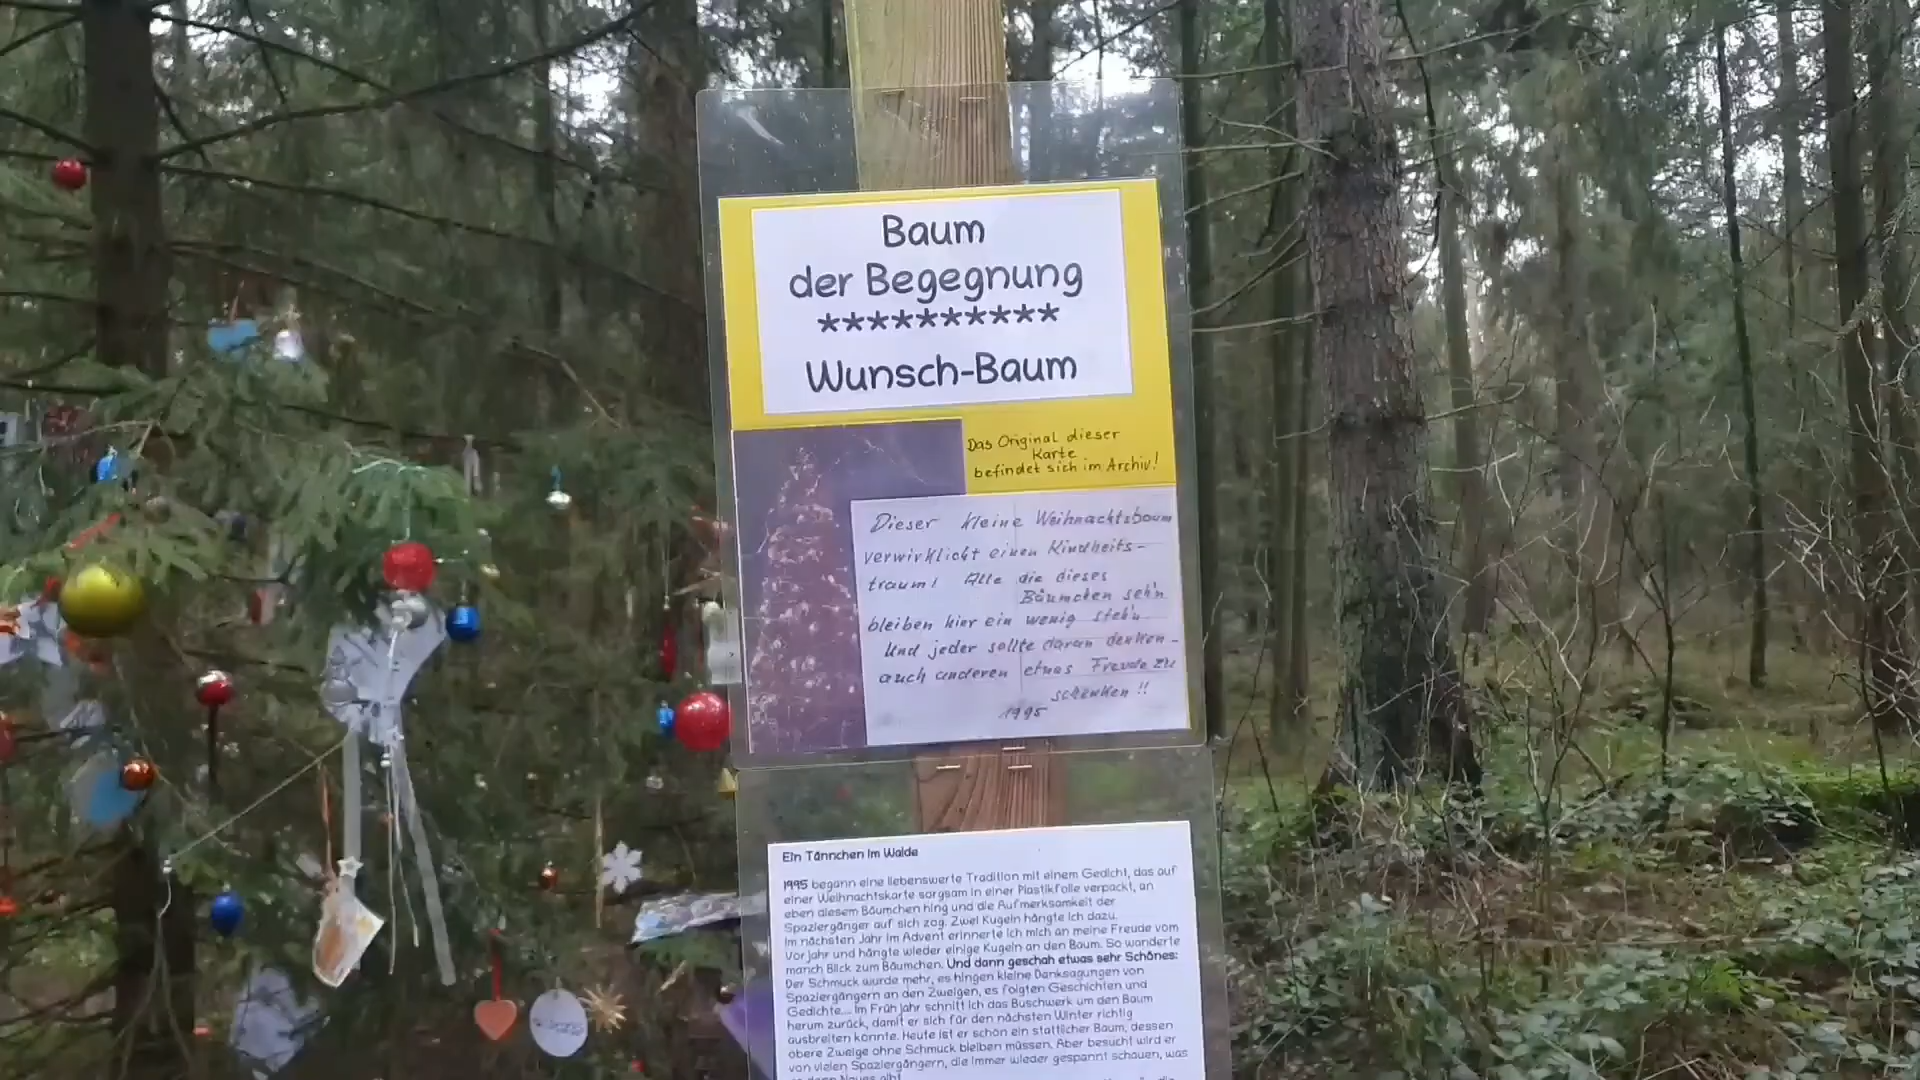 Baum
der Begegnung
**********
Wunsch-Baum
Das Original dieser
Karte
befindet sich im Archiv!
Dieser kleine Weihnachtsbaum
verwirklicht einen Kindheits-
traum! Alle die dieses
Bäumchen seh'n
bleiben hier ein wenig steh'n
Und jeder sollte daran denken -
auch anderen etwas Freude zu
schenken !!
1995
Ein Tännchen im Walde
1995 begann eine liebenswerte Tradition mit einem Gedicht, das auf
einer Weihnachtskarte sorgsam in einer Plastikfolie verpackt, an
eben diesem Bäumchen hing und die Aufmerksamkeit der
Spaziergänger auf sich zog. Zwei Kugeln hängte ich dazu.
Im nächsten Jahr im Advent erinnerte ich mich an meine Freude vom
Vorjahr und hängte wieder einige Kugeln an den Baum. So wanderte
manch Blick zum Bäumchen. Und dann geschah etwas sehr Schönes:
Der Schmuck wurde mehr, es hingen kleine Danksagungen von
Spaziergängern an den Zweigen, es folgten Geschichten und
Gedichte.... Im Früh jahr schnitt ich das Buschwerk um den Baum
herum zurück, damit er sich für den nächsten Winter richtig
ausbreiten konnte. Heute ist er schon ein stattlicher Baum, dessen
obere Zweige ohne Schmuck bleiben müssen. Aber besucht wird er
von vielen Spaziergängern, die immer wieder gespannt schauen, was